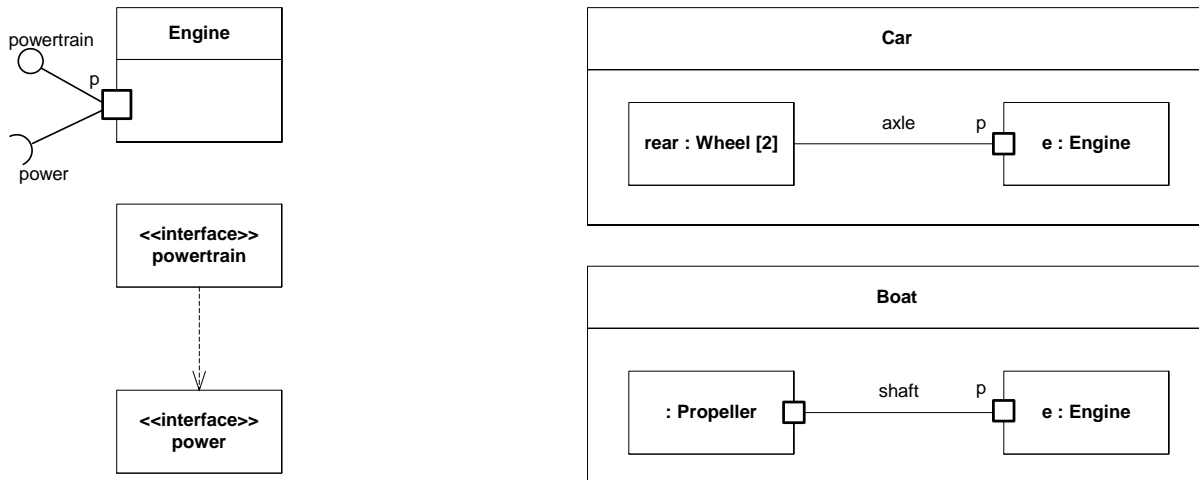 powertrain
Engine
p
power
<<interface>>
powertrain
<<interface>>
power
Car
rear : Wheel [2]
axle
p
e : Engine
Boat
: Propeller
shaft
p
e : Engine